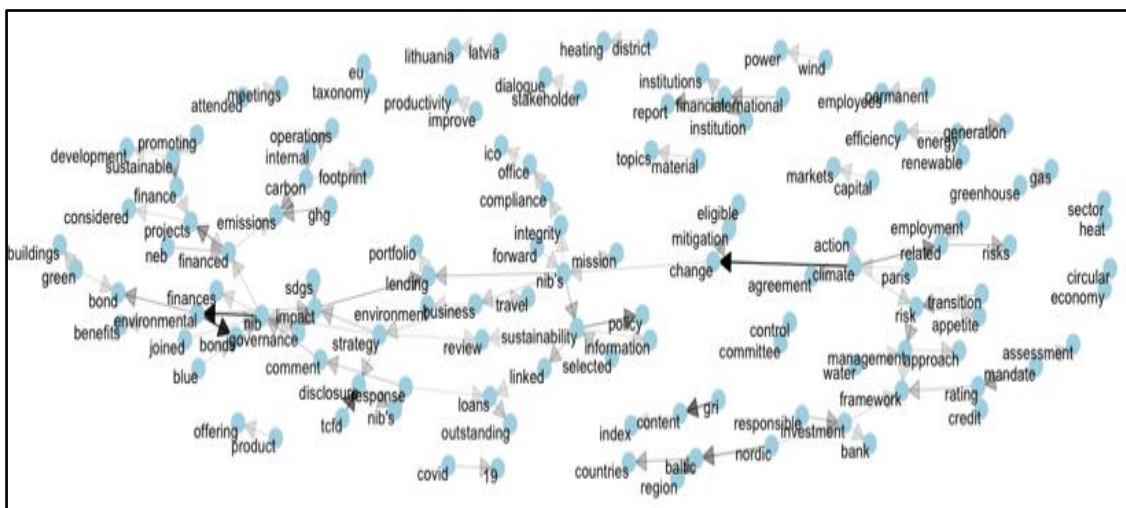 lithuania latvia
heating district
power wind
eu
taxonomy
dialogue
stakeholder
institutions
report financial international
institution
employees permanent
attended meetings
productivity
improve
efficiency energy generation
renewable
development promoting
sustainable
operations
internal
carbon footprint
finance
ico
office
compliance
topics material
markets capital
greenhouse gas
considered
projects
emissions ghg
integrity
eligible
mitigation
employment
sector
heat
buildings
green
neb financed
portfolio
lending
forward
nib's
mission
change
action
climate
related risks
agreement
paris
circular
economy
bond
finances
sdgs
environmental
nib
impact
environment
business
travel
risk
transition
appetite
benefits
joined
bonds
governance
strategy
review
sustainability
policy
information
control
committee
management approach
blue
comment
linked
selected
water
assessment
mandate
disclosure
response
loans
framework
rating
credit
tcfd
nib's
outstanding
index content gri
responsible
investment
bank
offering
product
covid 19
countries baltic nordic
region